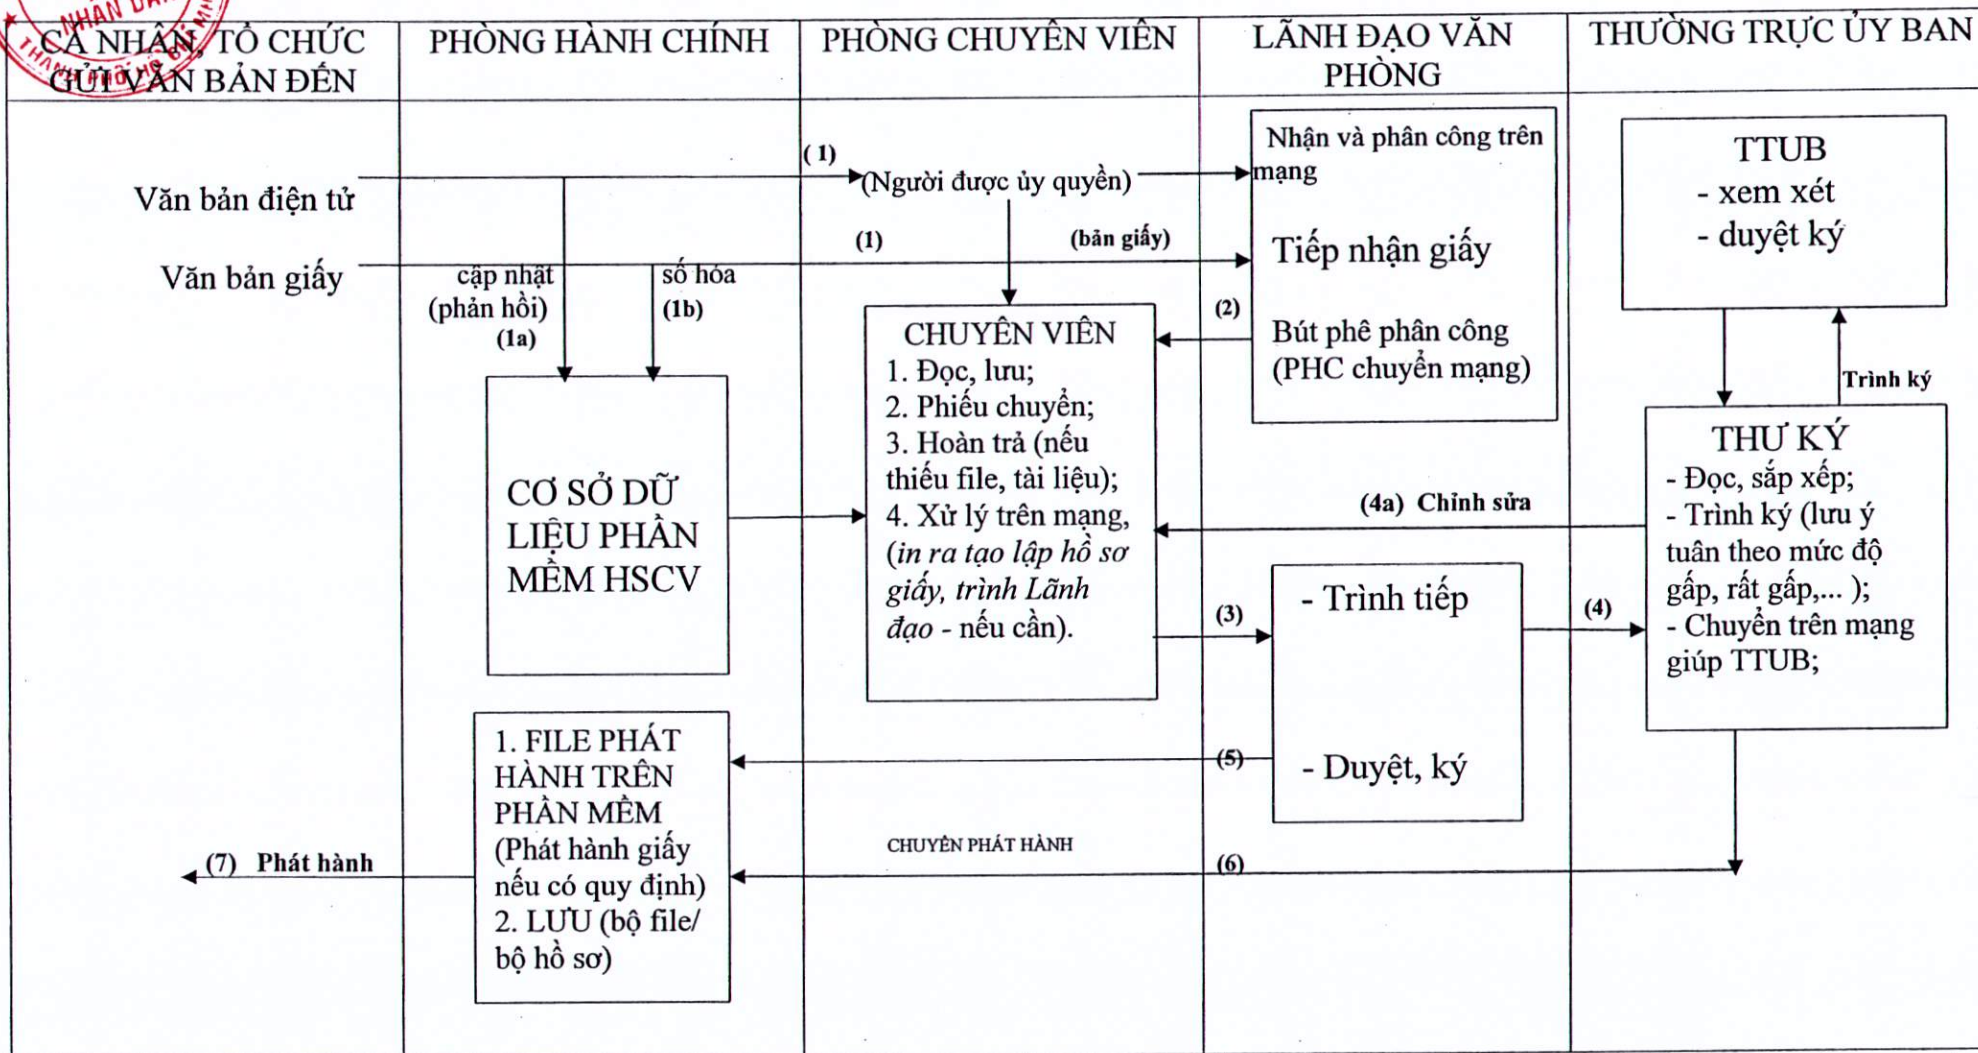 NHÂN DÂN
THÀNH PHỐ HỒ CHÍ MINH
CÁ NHÂN, TỔ CHỨC
GỬI VĂN BẢN ĐẾN
PHÒNG HÀNH CHÍNH
PHÒNG CHUYÊN VIÊN
LÃNH ĐẠO VĂN
PHÒNG
THƯỜNG TRỰC ỦY BAN
Văn bản điện tử
( 1)
(Người được ủy quyền)
Nhận và phân công trên
mạng
TTUB
- xem xét
- duyệt ký
Văn bản giấy
(1)
(bản giấy)
Tiếp nhận giấy
cập nhật
(phản hồi)
(1a)
số hóa
(1b)
(2)
Bút phê phân công
(PHC chuyển mạng)
Trình ký
CƠ SỞ DỮ
LIỆU PHẦN
MỀM HSCV
CHUYÊN VIÊN
1. Đọc, lưu;
2. Phiếu chuyển;
3. Hoàn trả (nếu
thiếu file, tài liệu);
4. Xử lý trên mạng,
(in ra tạo lập hồ sơ
giấy, trình Lãnh
đạo - nếu cần).
THƯ KÝ
- Đọc, sắp xếp;
- Trình ký (lưu ý
tuân theo mức độ
gấp, rất gấp,... );
- Chuyển trên mạng
giúp TTUB;
(4a) Chỉnh sửa
(3)
- Trình tiếp
(4)
- Duyệt, ký
(5)
1. FILE PHÁT
HÀNH TRÊN
PHẦN MỀM
(Phát hành giấy
nếu có quy định)
2. LƯU (bộ file/
bộ hồ sơ)
CHUYỂN PHÁT HÀNH
(6)
(7) Phát hành